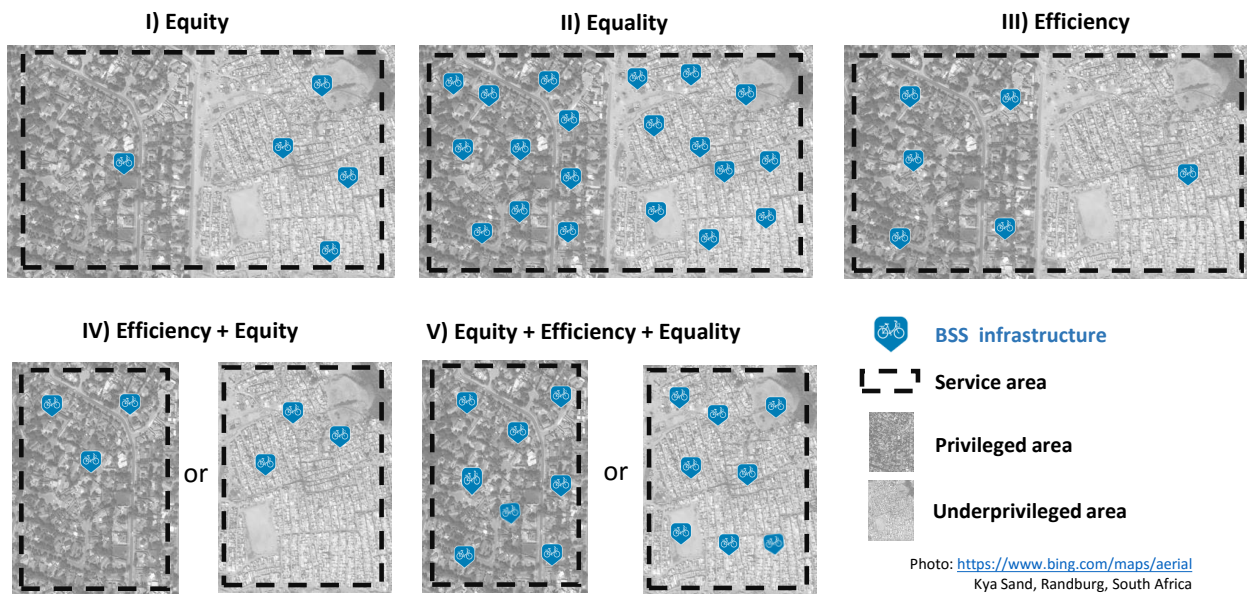 I) Equity
II) Equality
III) Efficiency
IV) Efficiency + Equity
V) Equity + Efficiency + Equality
or
or
BSS infrastructure
Service area
Privileged area
Underprivileged area
Photo: https://www.bing.com/maps/aerial
Kya Sand, Randburg, South Africa